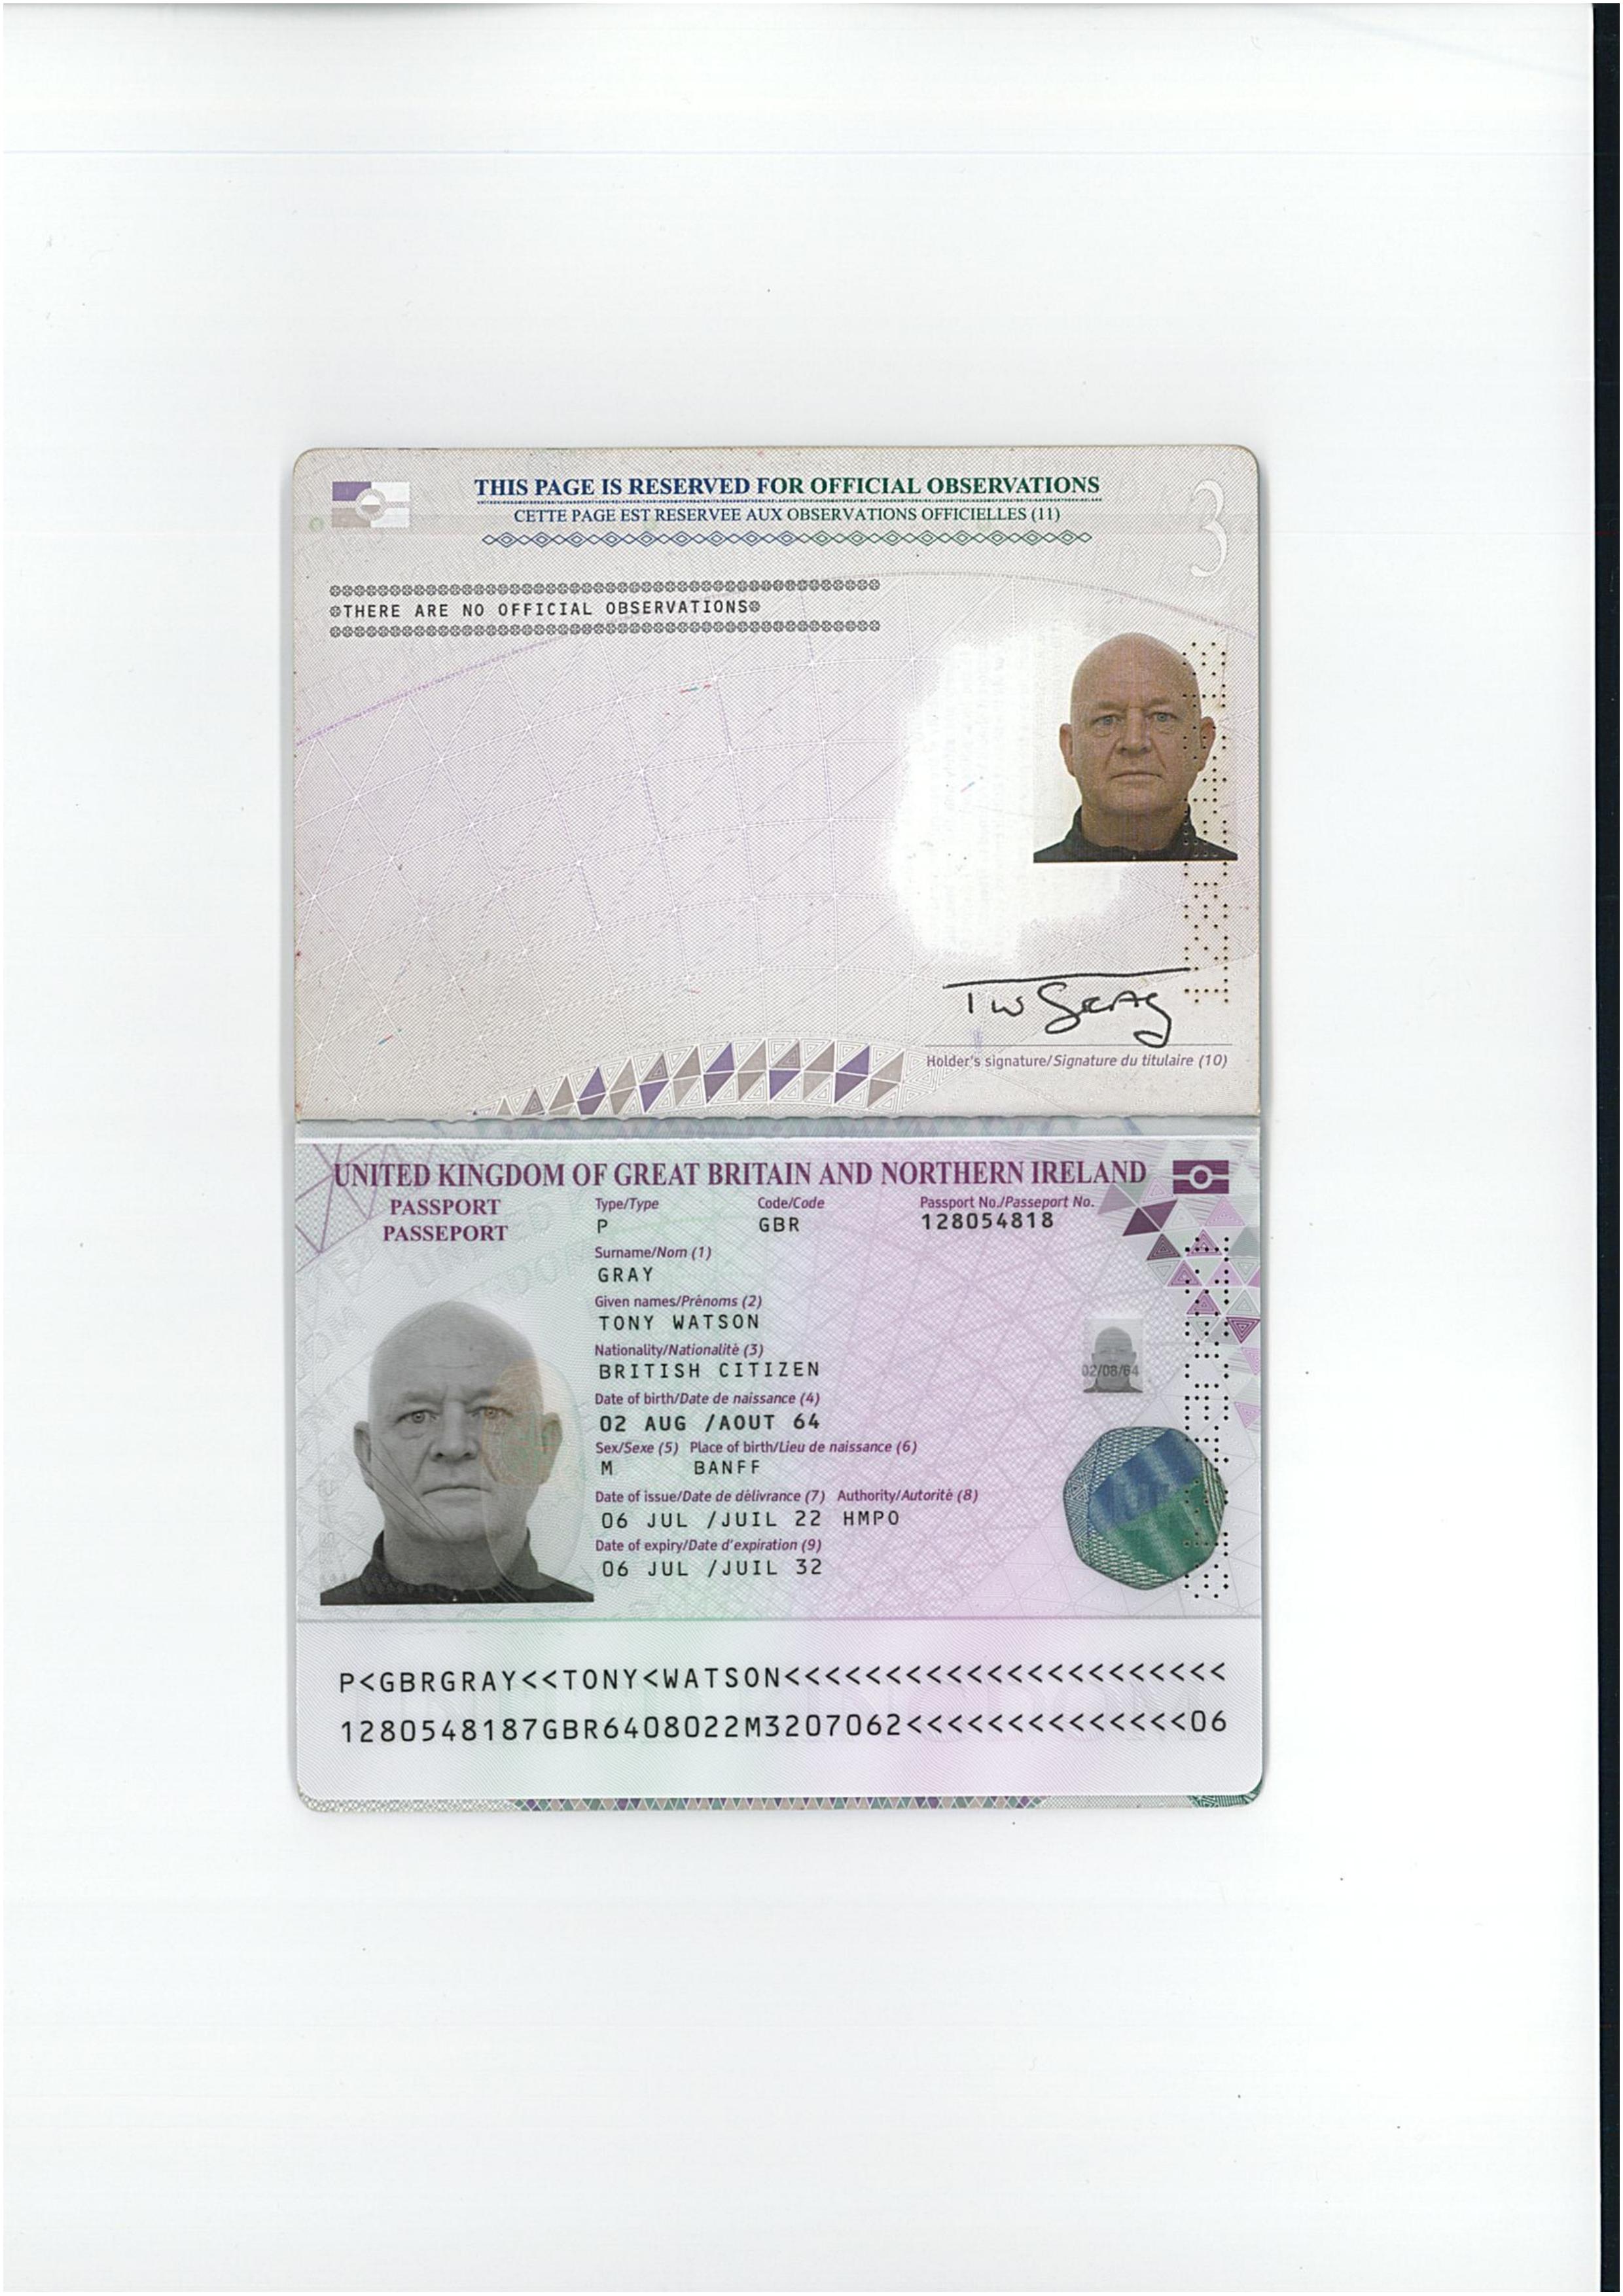 THIS PAGE IS RESERVED FOR OFFICIAL OBSERVATIONS
CETTE PAGE EST RESERVEE AUX OBSERVATIONS OFFICIELLES (11)
3
THERE ARE NO OFFICIAL OBSERVATIONS
TW Gray
Holder's signature/Signature du titulaire (10)
UNITED KINGDOM OF GREAT BRITAIN AND NORTHERN IRELAND
PASSPORT
PASSEPORT
Type/Type Code/Code Passport No./Passeport No.
P GBR 128054818
Surname/Nom (1)
GRAY
Given names/Prénoms (2)
TONY WATSON
Nationality/Nationalité (3)
BRITISH CITIZEN
Date of birth/Date de naissance (4)
02 AUG /AOUT 64
02/08/64
Sex/Sexe (5) Place of birth/Lieu de naissance (6)
M BANFF
Date of issue/Date de délivrance (7) Authority/Autorité (8)
06 JUL /JUIL 22 HMPO
Date of expiry/Date d'expiration (9)
06 JUL /JUIL 32
P<GBRGRAY<<TONY<WATSON<<<<<<<<<<<<<<<<<<<<<<
1280548187GBR6408022M3207062<<<<<<<<<<<<<<06